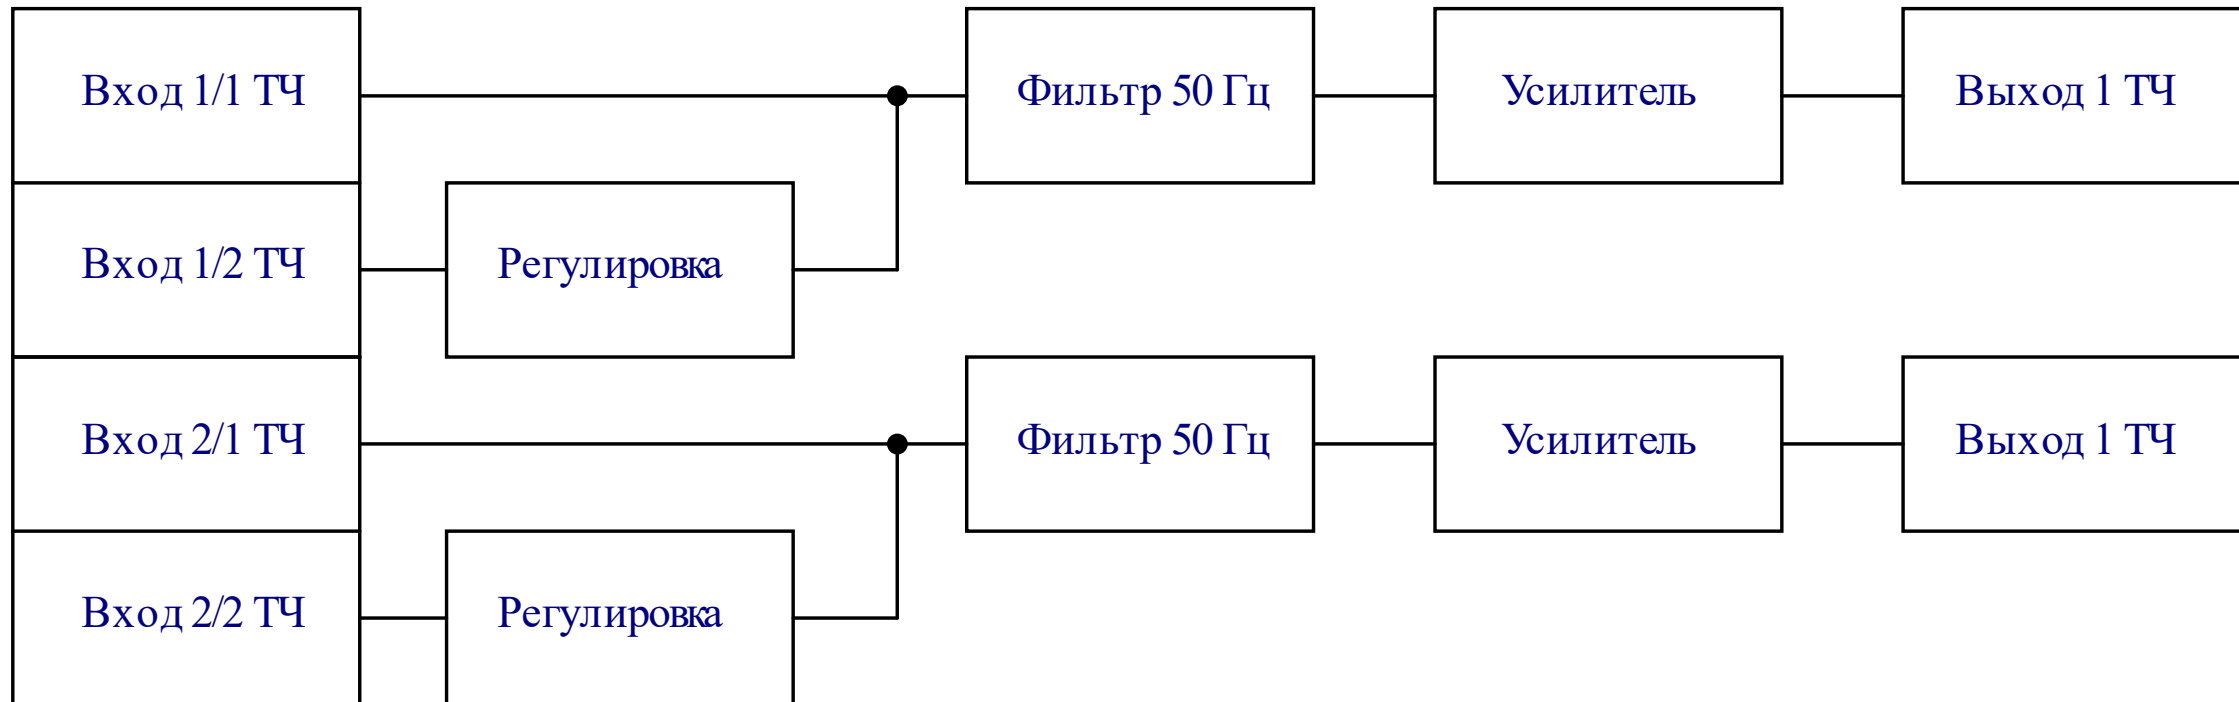 Вход 1/1 ТЧ
Фильтр 50 Гц
Усилитель
Выход 1 ТЧ
Вход 1/2 ТЧ
Регулировка
Вход 2/1 ТЧ
Фильтр 50 Гц
Усилитель
Выход 1 ТЧ
Вход 2/2 ТЧ
Регулировка